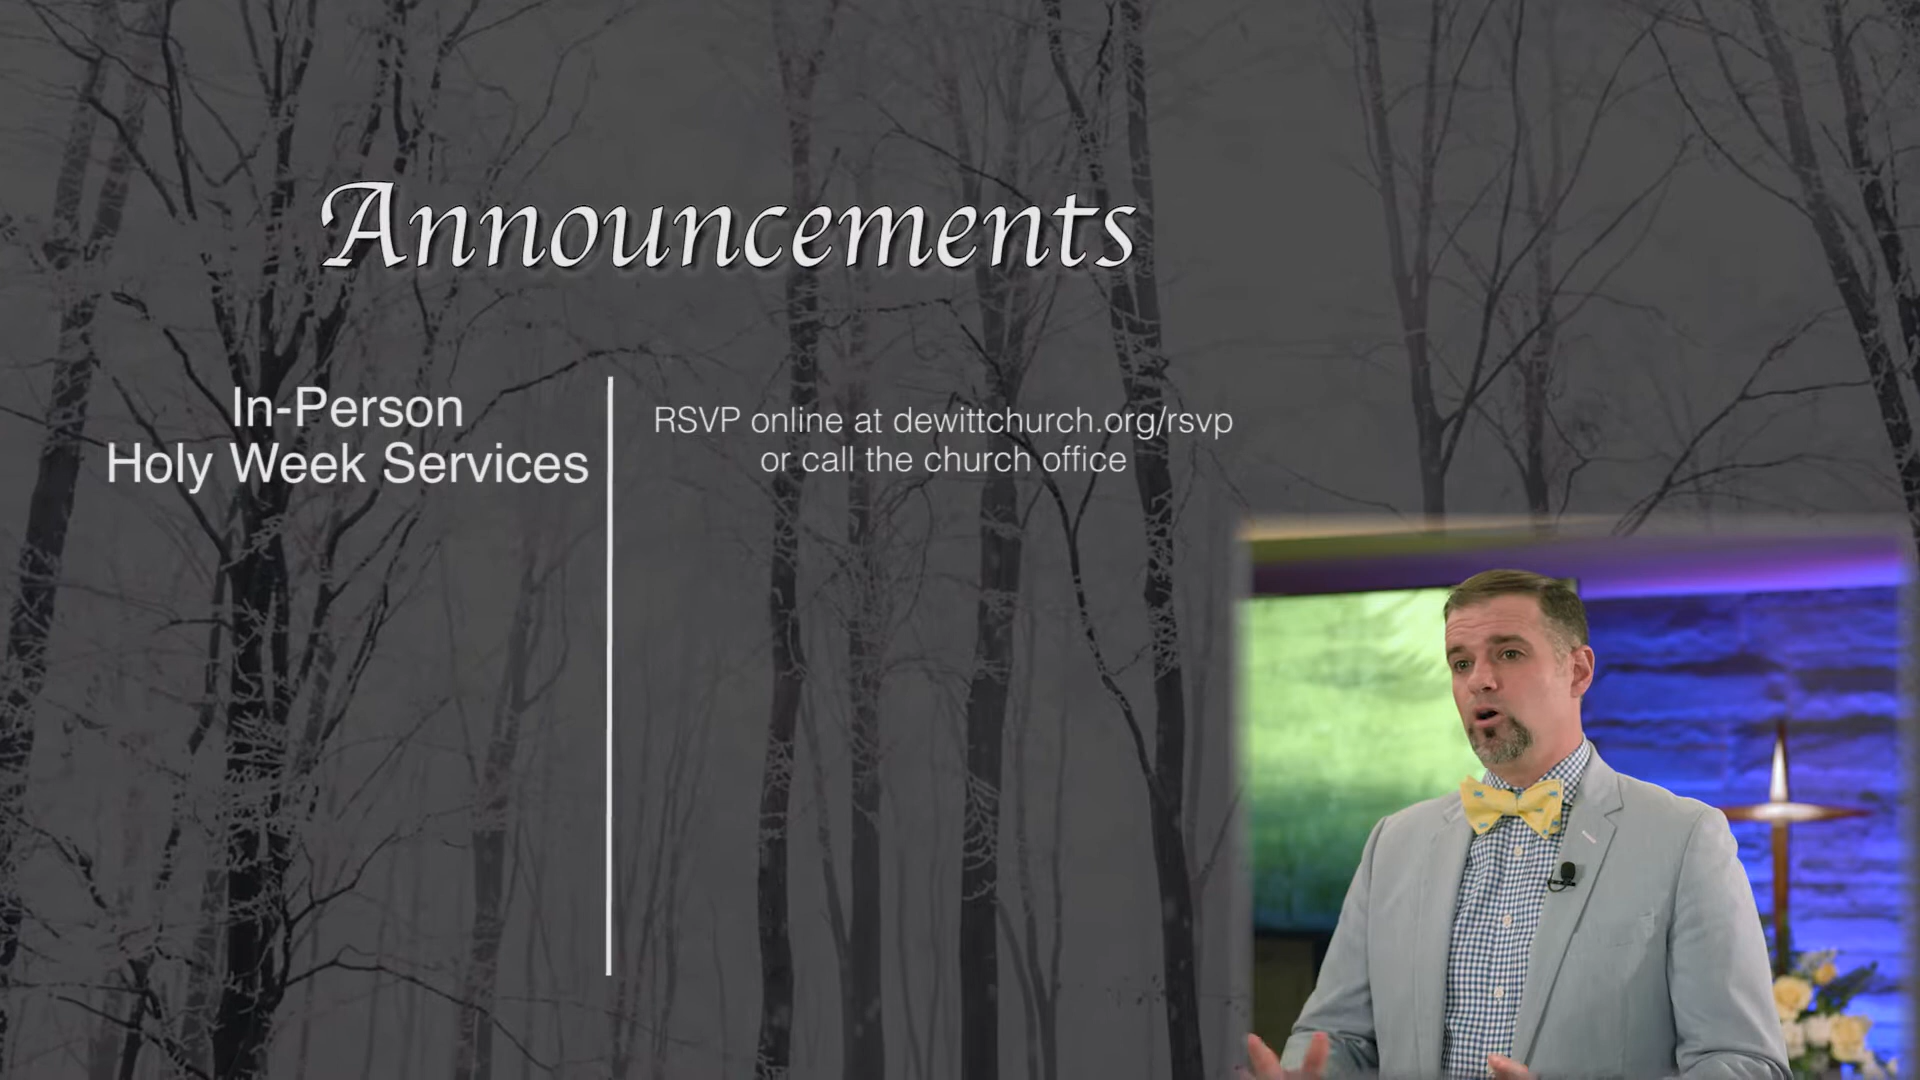 Announcements
In-Person
Holy Week Services
RSVP online at dewittchurch.org/rsvp
or call the church office